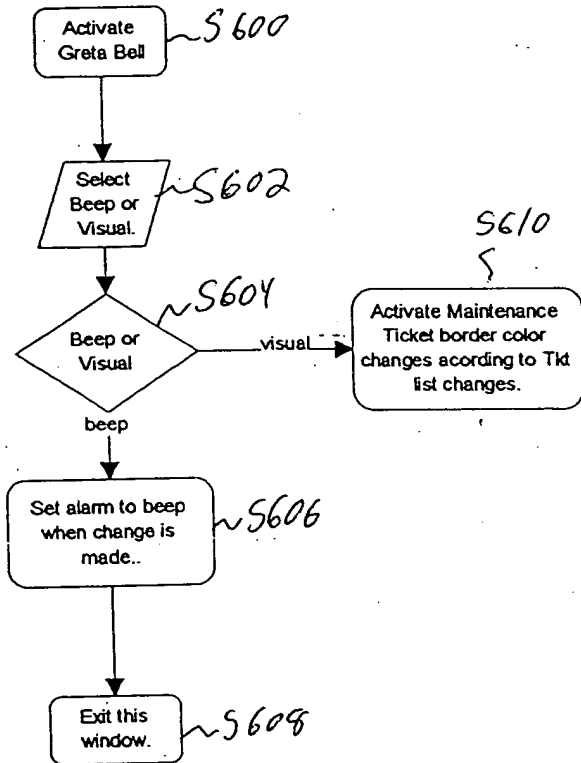 Activate
Greta Bell
S600
Select
Beep or
Visual.
S602
S610
S604
Beep or
Visual
visual
Activate Maintenance
Ticket border color
changes acording to Tkt
list changes.
beep
Set alarm to beep
when change is
made..
S606
Exit this
window.
S608